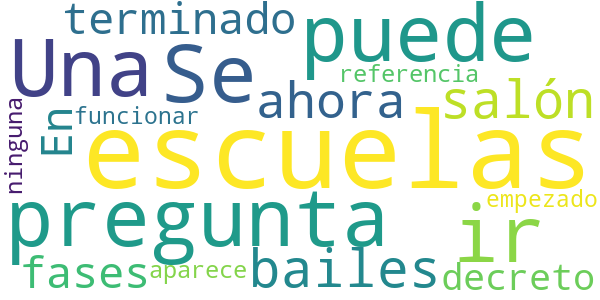 terminado
puede
Una
Se
referencia
ahora
salón
ninguna
En
funcionar
escuelas
pregunta
ir
empezado
bailes
fases
aparece
decreto